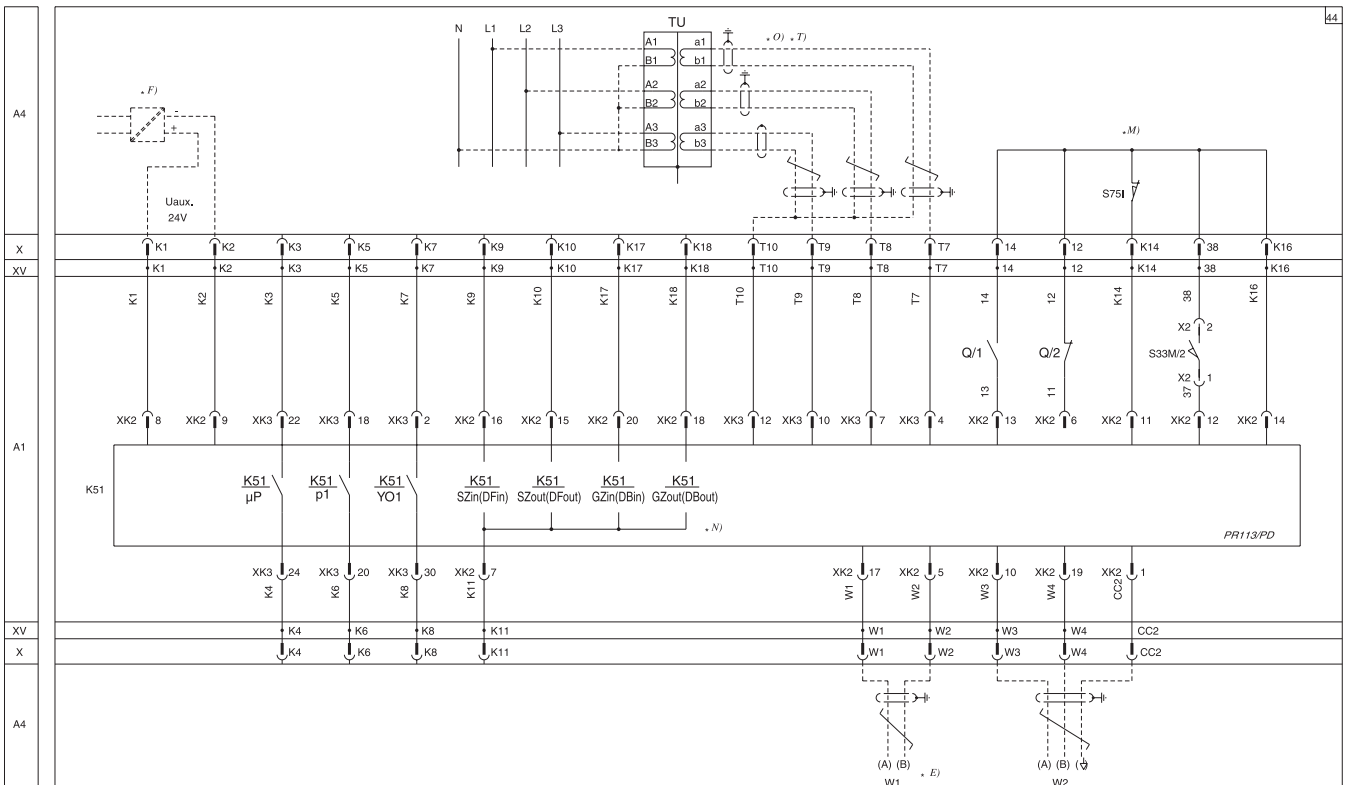 44
N L1 L2 L3 TU
A1 a1 * O) * T)
B1 b1
A2 a2
B2 b2
A3 a3
B3 b3
* F)
-
+
A4
* M)
S75I
Uaux.
24V
X K1 K2 K3 K5 K7 K9 K10 K17 K18 T10 T9 T8 T7 14 12 K14 38 K16
XV K1 K2 K3 K5 K7 K9 K10 K17 K18 T10 T9 T8 T7 14 12 K14 38 K16
K1 K2 K3 K5 K7 K9 K10 K17 K18 T10 T9 T8 T7 14 12 K14 38 K16
X2 2
Q/1 Q/2 S33M/2
X2 1
13 11 37
XK2 8 XK2 9 XK3 22 XK3 18 XK3 2 XK2 16 XK2 15 XK2 20 XK2 18 XK3 12 XK3 10 XK3 7 XK3 4 XK2 13 XK2 6 XK2 11 XK2 12 XK2 14
A1
K51 K51 K51 K51 K51 K51 K51 K51
µP p1 YO1 SZin(DFin) SZout(DFout) GZin(DBin) GZout(DBout)
* N)
PR113/PD
XK3 24 XK3 20 XK3 30 XK2 7 XK2 17 XK2 5 XK2 10 XK2 19 XK2 1
K4 K6 K8 K11 W1 W2 W3 W4 CC2
XV K4 K6 K8 K11 W1 W2 W3 W4 CC2
X K4 K6 K8 K11 W1 W2 W3 W4 CC2
A4
(A) (B) (A) (B) ( )
W1 * E) W2